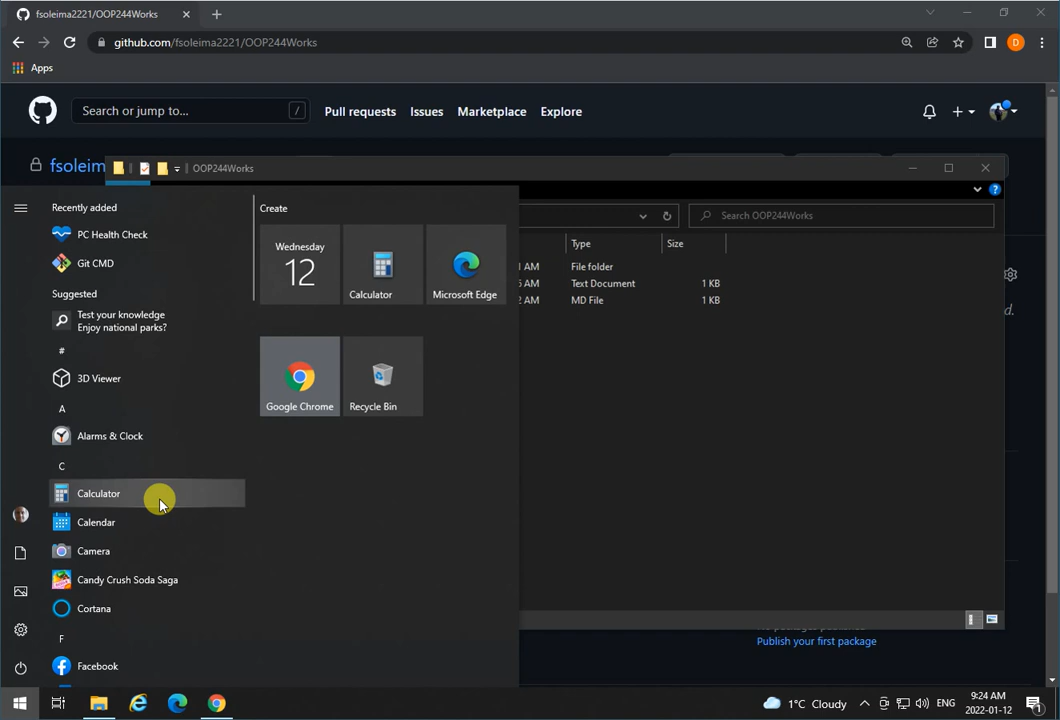 fsoleima2221/OOP244Works
github.com/fsoleima2221/OOP244Works
D
Apps
Search or jump to...
/
Pull requests
Issues
Marketplace
Explore
fsoleim
OOP244Works
Search OOP244Works
Type
Size
1 AM
File folder
5 AM
Text Document
1 KB
2 AM
MD File
1 KB
d.
Publish your first package
Recently added
PC Health Check
Git CMD
Suggested
Test your knowledge
Enjoy national parks?
#
3D Viewer
A
Alarms & Clock
C
Calculator
Calendar
Camera
Candy Crush Soda Saga
Cortana
F
Facebook
Create
Wednesday
12
Calculator
Microsoft Edge
Google Chrome
Recycle Bin
1°C Cloudy
ENG
9:24 AM
2022-01-12
1